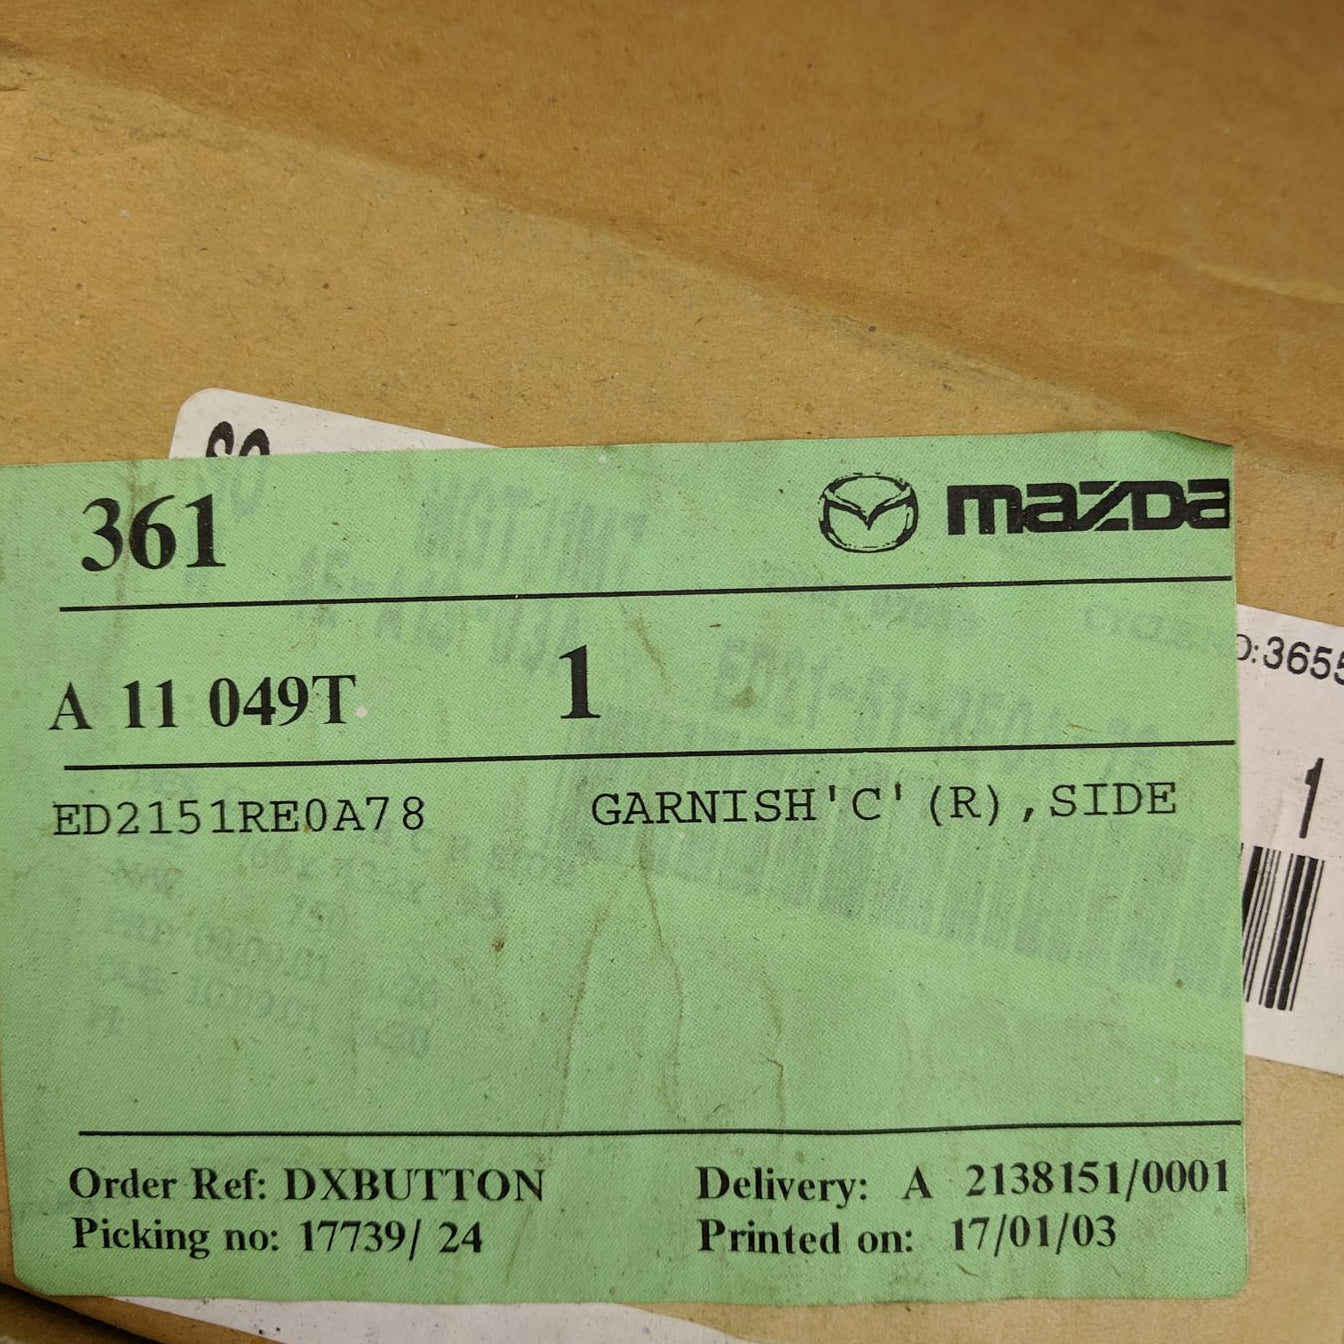 361 mazda
A 11 049T 1
ED2151RE0A78 GARNISH'C'(R),SIDE
Order Ref: DXBUTTON Delivery: A 2138151/0001
Picking no: 17739/ 24 Printed on: 17/01/03
1